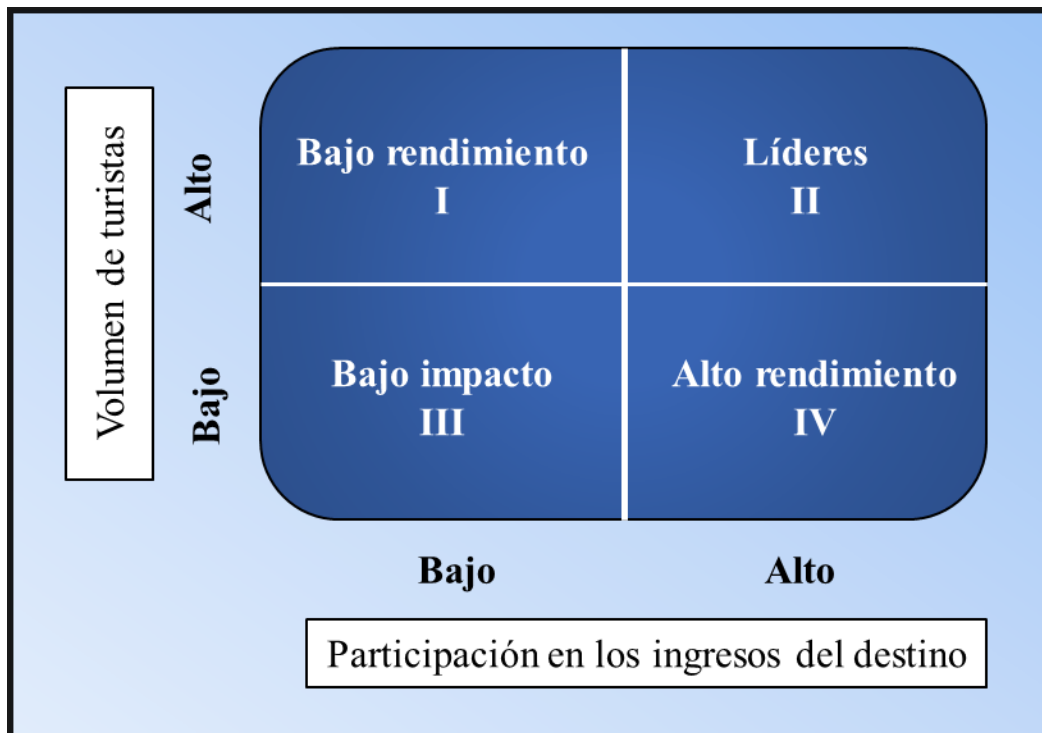 Volumen de turistas
Alto
Bajo
Bajo rendimiento
I
Líderes
II
Bajo impacto
III
Alto rendimiento
IV
Bajo
Alto
Participación en los ingresos del destino